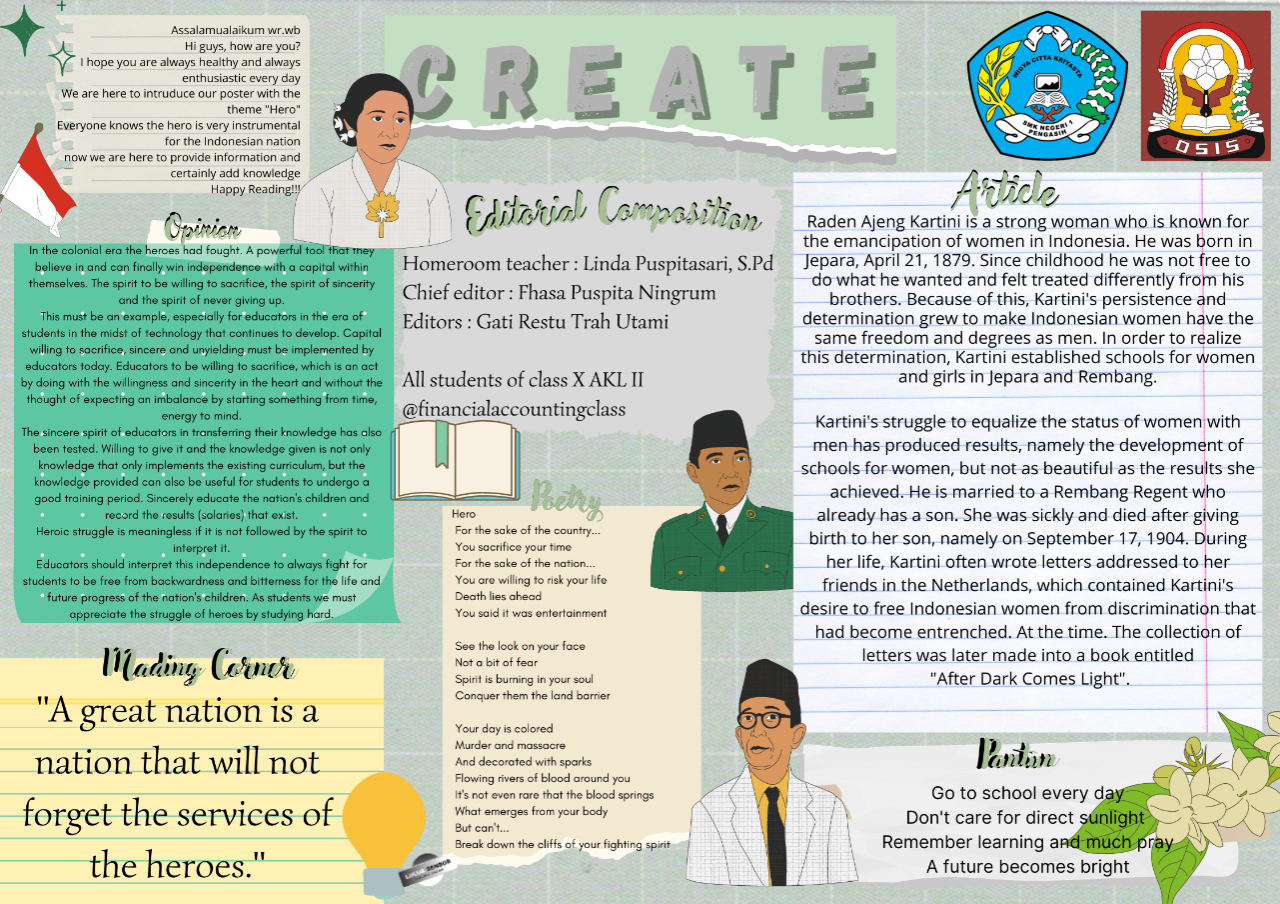 Assalamualaikum wr.wb
Hi guys, how are you?
I hope you are always healthy and always
enthusiastic every day
We are here to intruduce our poster with the
theme "Hero"
Everyone knows the hero is very instrumental
for the Indonesian nation
now we are here to provide information and
certainly add knowledge
Happy Reading!!!
CREATE
WIDYA CITTA KRIYASTA
SMK NEGERI 1
PENGASIH
OSIS
Opinion
In the colonial era the heroes had fought. A powerful tool that they
believe in and can finally win independence with a capital within
themselves. The spirit to be willing to sacrifice, the spirit of sincerity
and the spirit of never giving up.
This must be an example, especially for educators in the era of
students in the midst of technology that continues to develop. Capital
willing to sacrifice, sincere and unyielding must be implemented by
educators today. Educators to be willing to sacrifice, which is an act
by doing with the willingness and sincerity in the heart and without the
thought of expecting an imbalance by starting something from time,
energy to mind.
The sincere spirit of educators in transferring their knowledge has also
been tested. Willing to give it and the knowledge given is not only
knowledge that only implements the existing curriculum, but the
knowledge provided can also be useful for students to undergo a
good training period. Sincerely educate the nation's children and
record the results (salaries) that exist.
Heroic struggle is meaningless if it is not followed by the spirit to
interpret it.
Educators should interpret this independence to always fight for
students to be free from backwardness and bitterness for the life and
future progress of the nation's children. As students we must
appreciate the struggle of heroes by studying hard.
Mading Corner
"A great nation is a
nation that will not
forget the services of
the heroes."
Editorial Composition
Homeroom teacher : Linda Puspitasari, S.Pd
Chief editor : Fhasa Puspita Ningrum
Editors : Gati Restu Trah Utami
All students of class X AKL II
@financialaccountingclass
Poetry
Hero
For the sake of the country...
You sacrifice your time
For the sake of the nation...
You are willing to risk your life
Death lies ahead
You said it was entertainment
See the look on your face
Not a bit of fear
Spirit is burning in your soul
Conquer them the land barrier
Your day is colored
Murder and massacre
And decorated with sparks
Flowing rivers of blood around you
It's not even rare that the blood springs
What emerges from your body
But can't...
Break down the cliffs of your fighting spirit
Article
Raden Ajeng Kartini is a strong woman who is known for
the emancipation of women in Indonesia. He was born in
Jepara, April 21, 1879. Since childhood he was not free to
do what he wanted and felt treated differently from his
brothers. Because of this, Kartini's persistence and
determination grew to make Indonesian women have the
same freedom and degrees as men. In order to realize
this determination, Kartini established schools for women
and girls in Jepara and Rembang.
Kartini's struggle to equalize the status of women with
men has produced results, namely the development of
schools for women, but not as beautiful as the results she
achieved. He is married to a Rembang Regent who
already has a son. She was sickly and died after giving
birth to her son, namely on September 17, 1904. During
her life, Kartini often wrote letters addressed to her
friends in the Netherlands, which contained Kartini's
desire to free Indonesian women from discrimination that
had become entrenched. At the time. The collection of
letters was later made into a book entitled
"After Dark Comes Light".
Pantun
Go to school every day
Don't care for direct sunlight
Remember learning and much pray
A future becomes bright